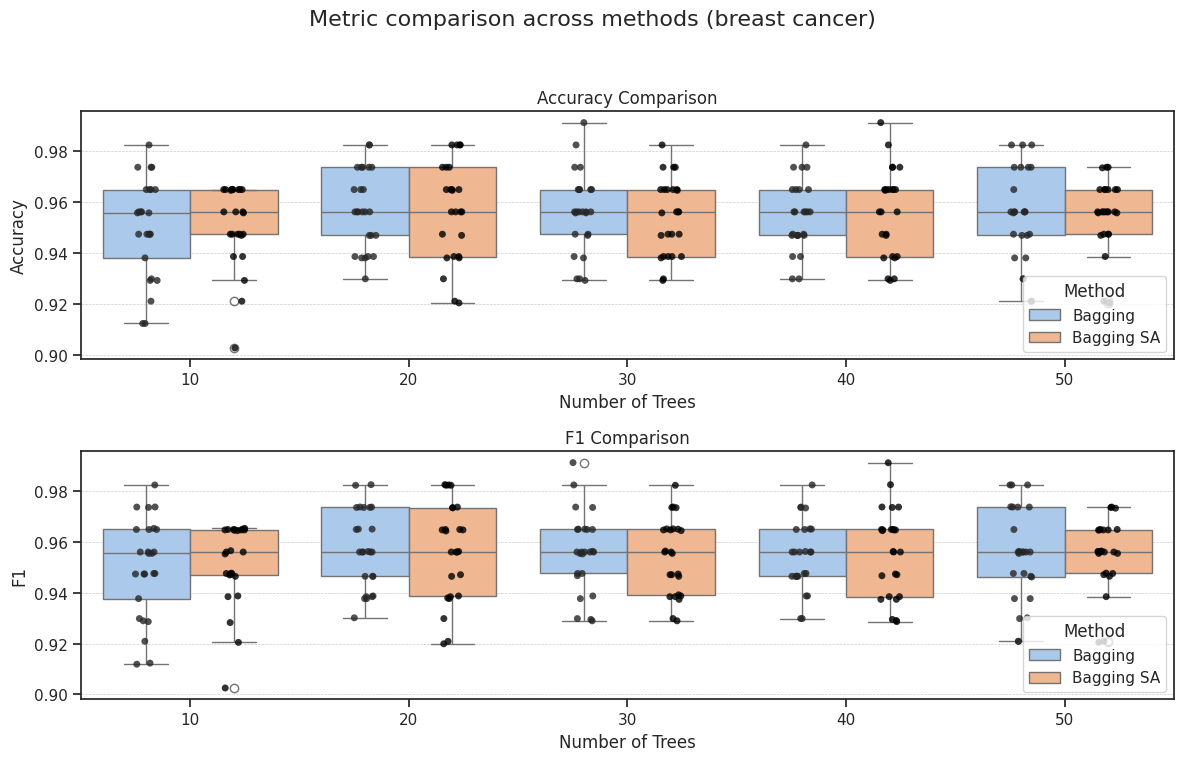 Metric comparison across methods (breast cancer)
Accuracy Comparison
Accuracy
0.98
0.96
0.94
0.92
0.90
Method
Bagging
Bagging SA
10 20 30 40 50
Number of Trees
F1 Comparison
F1
0.98
0.96
0.94
0.92
0.90
Method
Bagging
Bagging SA
10 20 30 40 50
Number of Trees